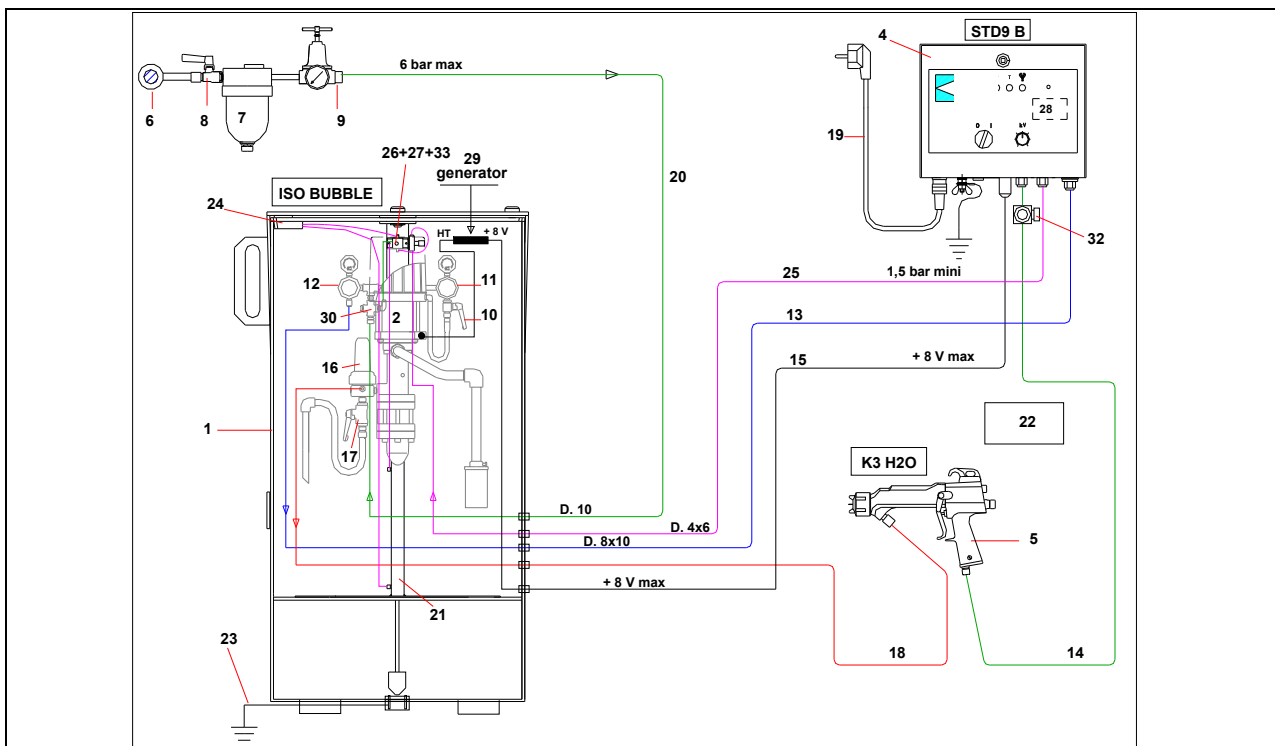 STD9 B
4
T
28
0 I
kV
19
32
6 bar max
6
8
7
9
20
26+27+33
29
generator
ISO BUBBLE
24
HT
+ 8 V
12
11
30
2
10
16
17
1
25
1,5 bar mini
13
15
+ 8 V max
22
K3 H2O
5
D. 10
D. 4x6
D. 8x10
+ 8 V max
21
23
18
14